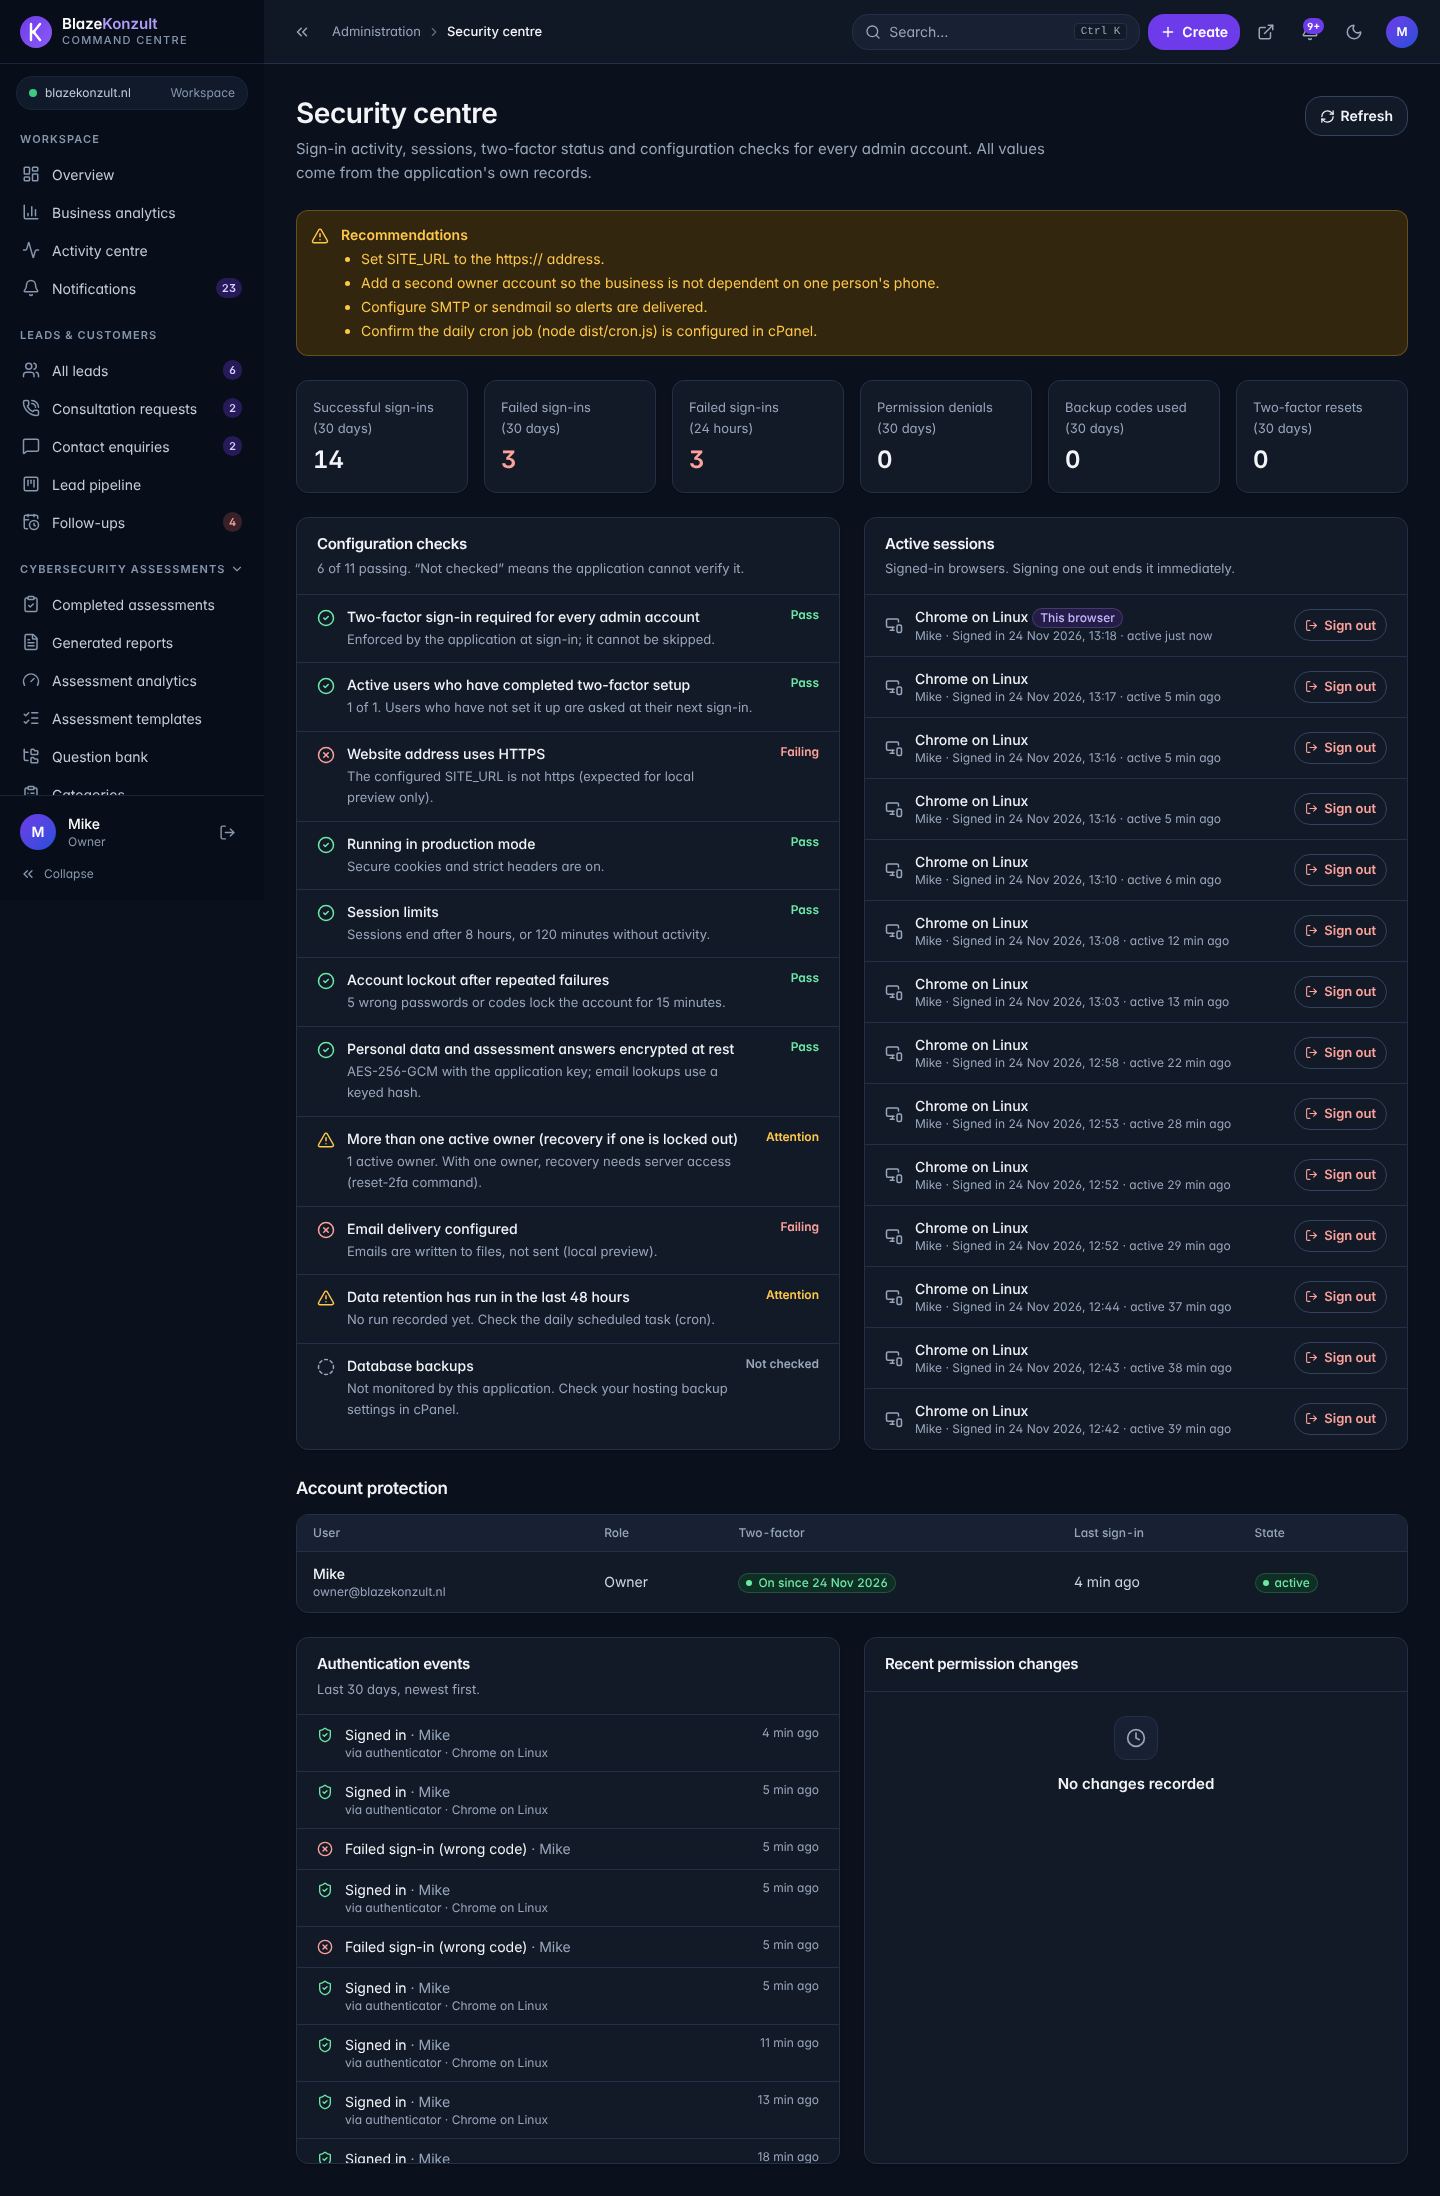 BlazeKonzult
COMMAND CENTRE
blazekonzult.nl Workspace
WORKSPACE
Overview
Business analytics
Activity centre
Notifications 23
LEADS & CUSTOMERS
All leads 6
Consultation requests 2
Contact enquiries 2
Lead pipeline
Follow-ups 4
CYBERSECURITY ASSESSMENTS
Completed assessments
Generated reports
Assessment analytics
Assessment templates
Question bank
Categories
M
Mike
Owner
Collapse
Administration Security centre
Search... Ctrl K
Create
9+
M
Security centre
Refresh
Sign-in activity, sessions, two-factor status and configuration checks for every admin account. All values
come from the application's own records.
Recommendations
Set SITE_URL to the https:// address.
Add a second owner account so the business is not dependent on one person's phone.
Configure SMTP or sendmail so alerts are delivered.
Confirm the daily cron job (node dist/cron.js) is configured in cPanel.
Successful sign-ins
(30 days)
14
Failed sign-ins
(30 days)
3
Failed sign-ins
(24 hours)
3
Permission denials
(30 days)
0
Backup codes used
(30 days)
0
Two-factor resets
(30 days)
0
Configuration checks
6 of 11 passing. “Not checked” means the application cannot verify it.
Two-factor sign-in required for every admin account Pass
Enforced by the application at sign-in; it cannot be skipped.
Active users who have completed two-factor setup Pass
1 of 1. Users who have not set it up are asked at their next sign-in.
Website address uses HTTPS Failing
The configured SITE_URL is not https (expected for local
preview only).
Running in production mode Pass
Secure cookies and strict headers are on.
Session limits Pass
Sessions end after 8 hours, or 120 minutes without activity.
Account lockout after repeated failures Pass
5 wrong passwords or codes lock the account for 15 minutes.
Personal data and assessment answers encrypted at rest Pass
AES-256-GCM with the application key; email lookups use a
keyed hash.
More than one active owner (recovery if one is locked out) Attention
1 active owner. With one owner, recovery needs server access
(reset-2fa command).
Email delivery configured Failing
Emails are written to files, not sent (local preview).
Data retention has run in the last 48 hours Attention
No run recorded yet. Check the daily scheduled task (cron).
Database backups Not checked
Not monitored by this application. Check your hosting backup
settings in cPanel.
Active sessions
Signed-in browsers. Signing one out ends it immediately.
Chrome on Linux This browser
Mike · Signed in 24 Nov 2026, 13:18 · active just now
Sign out
Chrome on Linux
Mike · Signed in 24 Nov 2026, 13:17 · active 5 min ago
Sign out
Chrome on Linux
Mike · Signed in 24 Nov 2026, 13:16 · active 5 min ago
Sign out
Chrome on Linux
Mike · Signed in 24 Nov 2026, 13:16 · active 5 min ago
Sign out
Chrome on Linux
Mike · Signed in 24 Nov 2026, 13:10 · active 6 min ago
Sign out
Chrome on Linux
Mike · Signed in 24 Nov 2026, 13:08 · active 12 min ago
Sign out
Chrome on Linux
Mike · Signed in 24 Nov 2026, 13:03 · active 13 min ago
Sign out
Chrome on Linux
Mike · Signed in 24 Nov 2026, 12:58 · active 22 min ago
Sign out
Chrome on Linux
Mike · Signed in 24 Nov 2026, 12:53 · active 28 min ago
Sign out
Chrome on Linux
Mike · Signed in 24 Nov 2026, 12:52 · active 29 min ago
Sign out
Chrome on Linux
Mike · Signed in 24 Nov 2026, 12:52 · active 29 min ago
Sign out
Chrome on Linux
Mike · Signed in 24 Nov 2026, 12:44 · active 37 min ago
Sign out
Chrome on Linux
Mike · Signed in 24 Nov 2026, 12:43 · active 38 min ago
Sign out
Chrome on Linux
Mike · Signed in 24 Nov 2026, 12:42 · active 39 min ago
Sign out
Account protection
User Role Two-factor Last sign-in State
Mike
owner@blazekonzult.nl
Owner On since 24 Nov 2026 4 min ago active
Authentication events
Last 30 days, newest first.
Signed in · Mike 4 min ago
via authenticator · Chrome on Linux
Signed in · Mike 5 min ago
via authenticator · Chrome on Linux
Failed sign-in (wrong code) · Mike 5 min ago
Signed in · Mike 5 min ago
via authenticator · Chrome on Linux
Failed sign-in (wrong code) · Mike 5 min ago
Signed in · Mike 5 min ago
via authenticator · Chrome on Linux
Signed in · Mike 11 min ago
via authenticator · Chrome on Linux
Signed in · Mike 13 min ago
via authenticator · Chrome on Linux
Signed in · Mike 18 min ago
Recent permission changes
No changes recorded